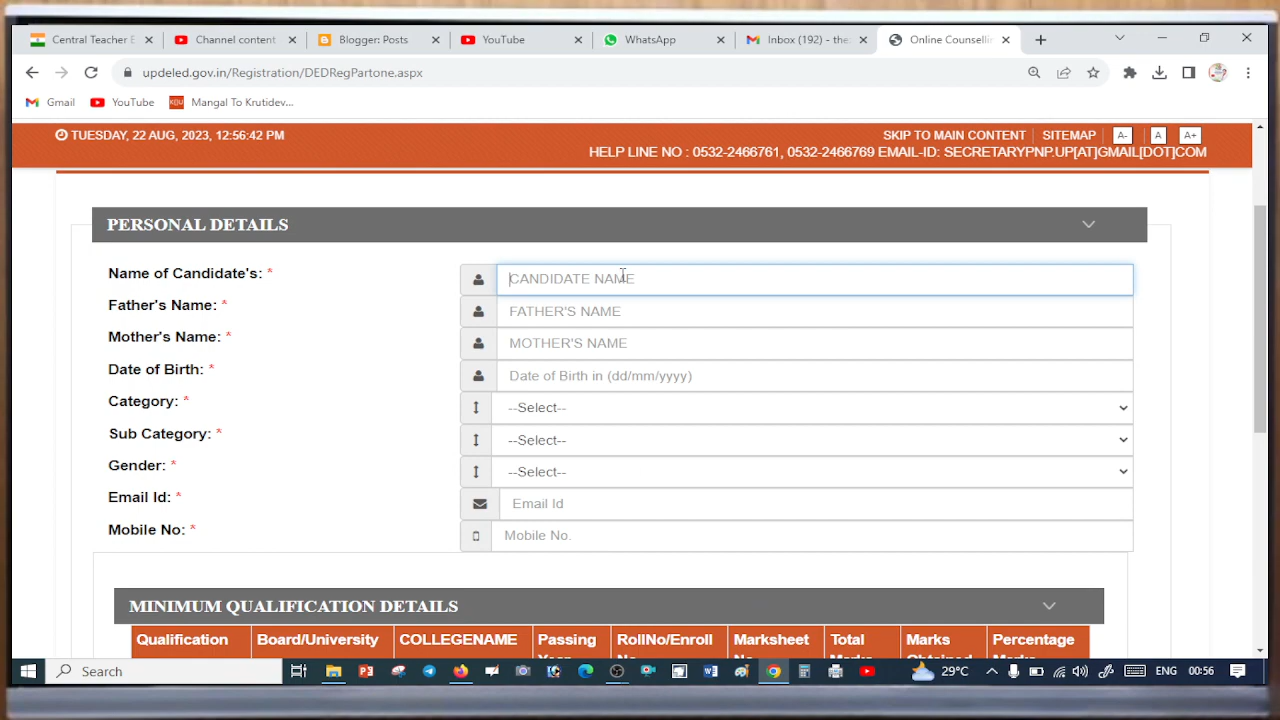 Central Teacher E
Channel content
Blogger: Posts
YouTube
WhatsApp
Inbox (192) - the
Online Counsellin
updeled.gov.in/Registration/DEDRegPartone.aspx
Gmail
YouTube
Mangal To Krutidev...
TUESDAY, 22 AUG, 2023, 12:56:42 PM
SKIP TO MAIN CONTENT SITEMAP A- A A+
HELP LINE NO : 0532-2466761, 0532-2466769 EMAIL-ID: SECRETARYPNP.UP[AT]GMAIL[DOT]COM
PERSONAL DETAILS
Name of Candidate's: *
CANDIDATE NAME
Father's Name: *
FATHER'S NAME
Mother's Name: *
MOTHER'S NAME
Date of Birth: *
Date of Birth in (dd/mm/yyyy)
Category: *
--Select--
Sub Category: *
--Select--
Gender: *
--Select--
Email Id: *
Email Id
Mobile No: *
Mobile No.
MINIMUM QUALIFICATION DETAILS
Qualification Board/University COLLEGENAME Passing RollNo/Enroll Marksheet Total Marks Percentage
Search
29°C
ENG
00:56